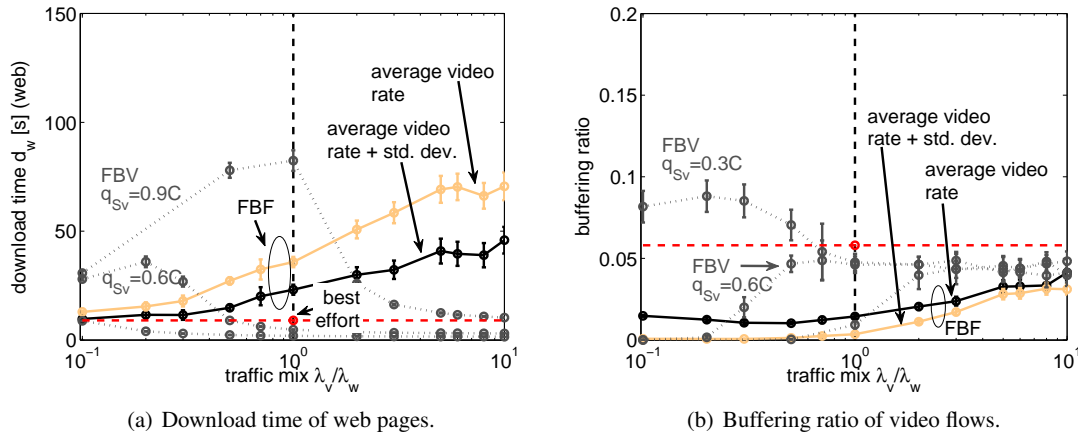 150
100
50
0
download time d_w [s] (web)
10^-1
10^0
10^1
traffic mix λ_v/λ_w
average video
rate
average video
rate + std. dev.
FBV
q_Sv=0.9C
FBF
q_Sv=0.6C
best
effort
(a) Download time of web pages.
0.2
0.15
0.1
0.05
0
buffering ratio
10^-1
10^0
10^1
traffic mix λ_v/λ_w
average video
rate + std. dev.
FBV
q_Sv=0.3C
average video
rate
FBV
q_Sv=0.6C
FBF
(b) Buffering ratio of video flows.